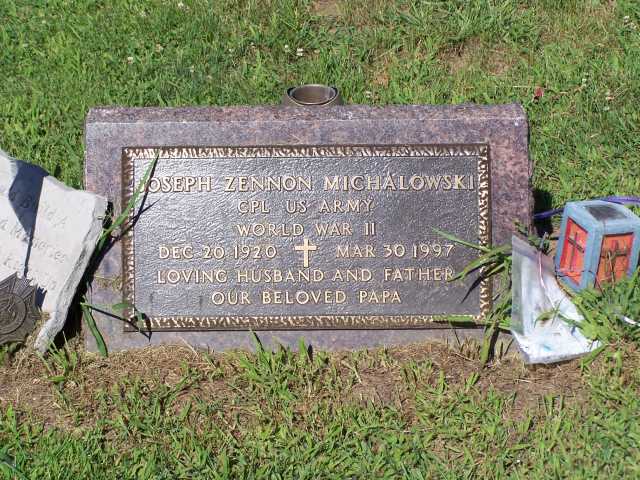 JOSEPH ZENNON MICHALOWSKI
CPL US ARMY
WORLD WAR II
DEC 20 1920 MAR 30 1997
LOVING HUSBAND AND FATHER
OUR BELOVED PAPA